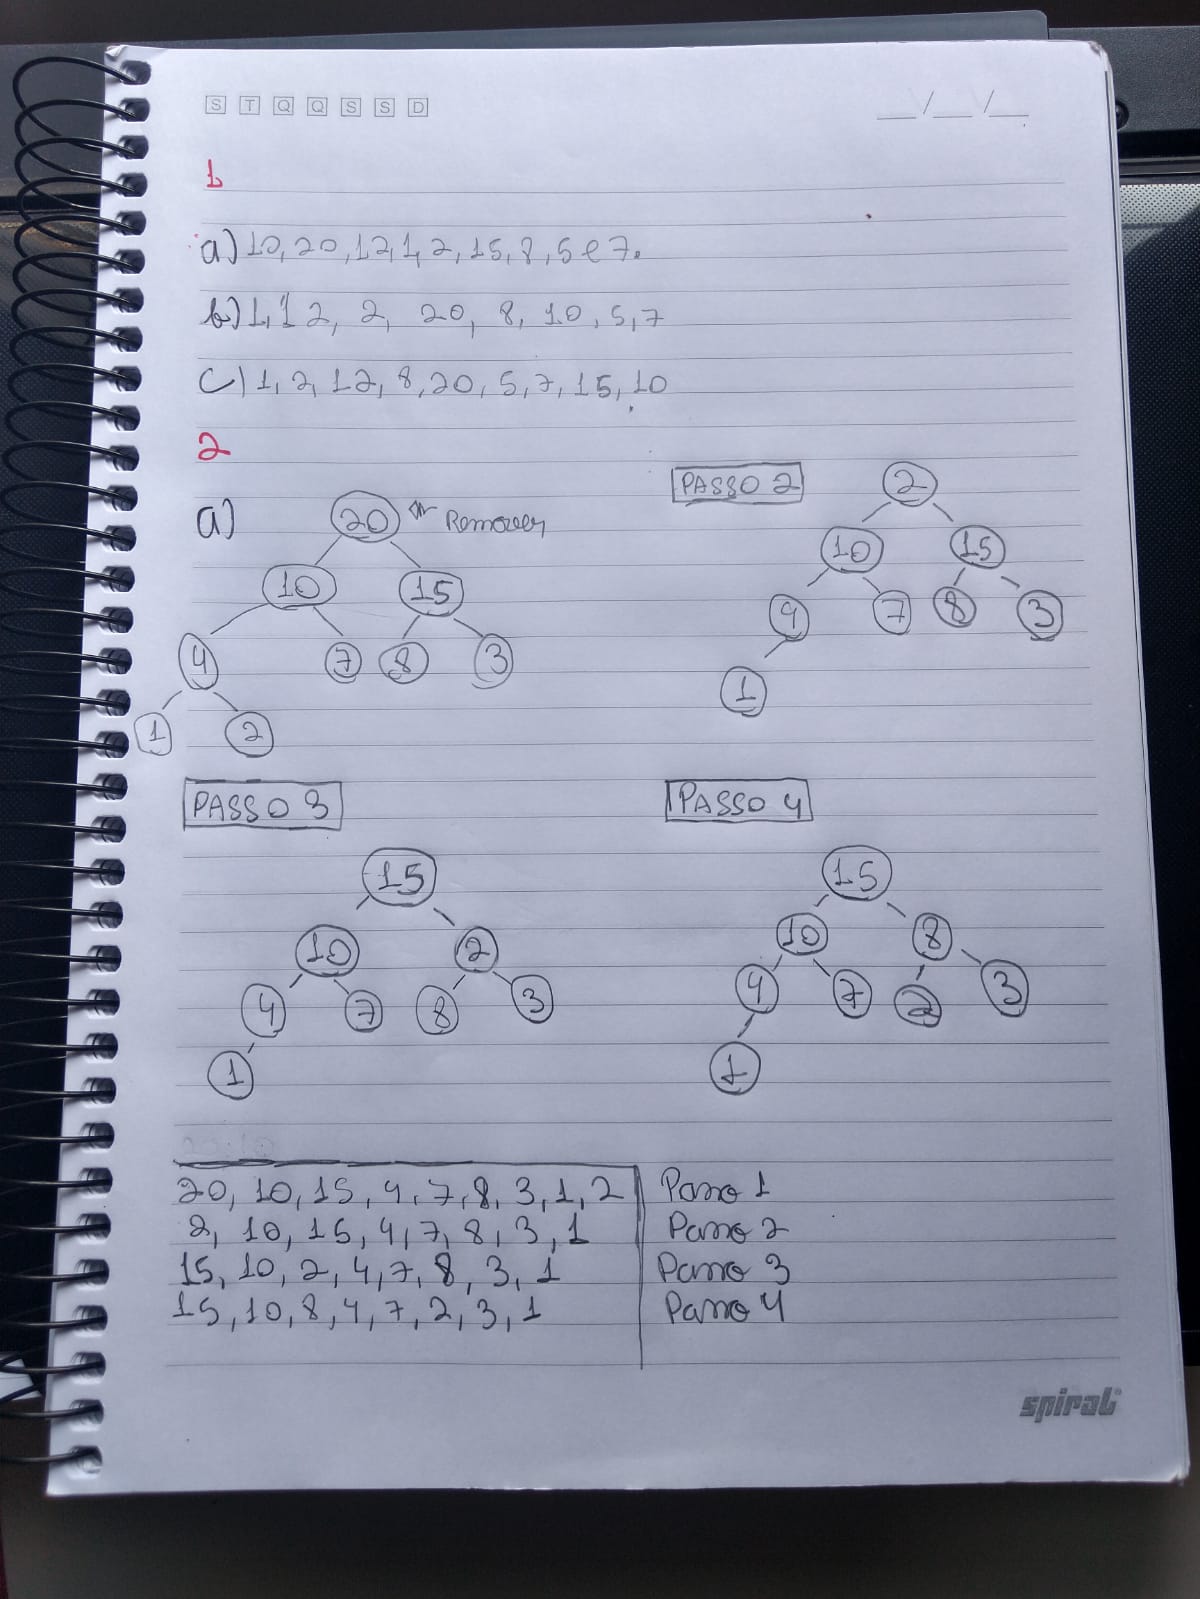 S T Q Q S S D
__/__/__
1
a) 10, 20, 12, 1, 2, 15, 8, 5 e 7.
b) 1, 12, 2, 20, 8, 10, 5, 7
c) 1, 2, 12, 8, 20, 5, 7, 15, 10
2
a)
20 Remover
10 15
4 7 8 3
1 2
PASSO 2
2
10 15
4 7 8 3
1
PASSO 3
15
10 2
4 7 8 3
1
PASSO 4
15
10 8
4 7 2 3
1
20, 10, 15, 4, 7, 8, 3, 1, 2 Passo 1
2, 10, 15, 4, 7, 8, 3, 1 Passo 2
15, 10, 2, 4, 7, 8, 3, 1 Passo 3
15, 10, 8, 4, 7, 2, 3, 1 Passo 4
spiral